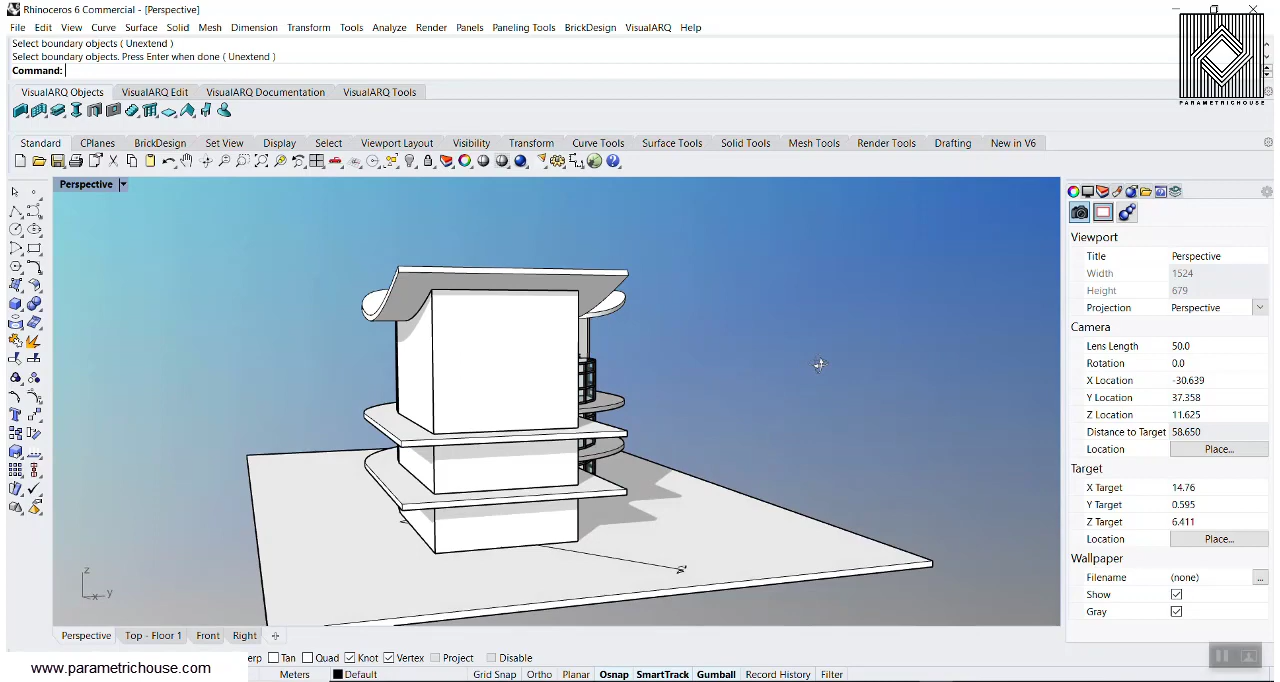 Rhinoceros 6 Commercial - [Perspective]
File Edit View Curve Surface Solid Mesh Dimension Transform Tools Analyze Render Panels Paneling Tools BrickDesign VisualARQ Help
Select boundary objects ( Unextend )
Select boundary objects. Press Enter when done ( Unextend )
Command:
PARAMETRICHOUSE
VisualARQ Objects VisualARQ Edit VisualARQ Documentation VisualARQ Tools
Standard CPlanes BrickDesign Set View Display Select Viewport Layout Visibility Transform Curve Tools Surface Tools Solid Tools Mesh Tools Render Tools Drafting New in V6
Perspective
Viewport
Title Perspective
Width 1524
Height 679
Projection Perspective
Camera
Lens Length 50.0
Rotation 0.0
X Location -30.639
Y Location 37.358
Z Location 11.625
Distance to Target 58.650
Location Place...
Target
X Target 14.76
Y Target 0.595
Z Target 6.411
Location Place...
Wallpaper
Filename (none) ...
Show
Gray
z
x y
Perspective Top - Floor 1 Front Right
www.parametrichouse.com
erp Tan Quad Knot Vertex Project Disable
Meters Default Grid Snap Ortho Planar Osnap SmartTrack Gumball Record History Filter